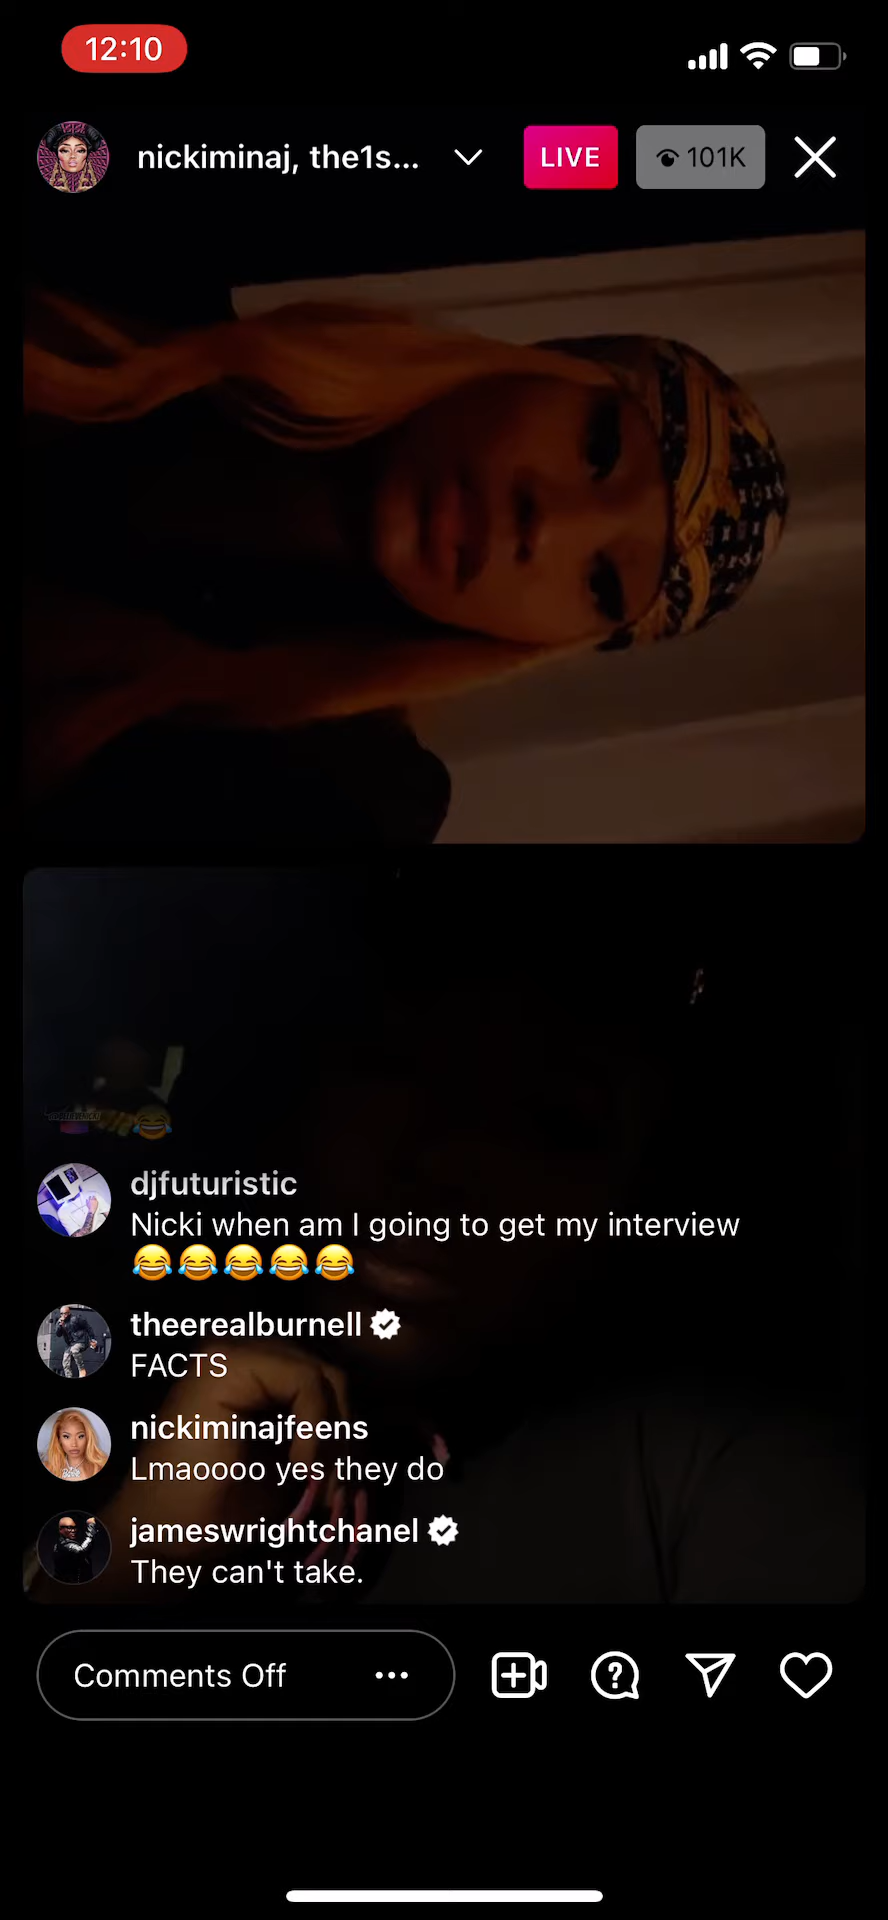 12:10
nickiminaj, the1s...
LIVE
101K
djfuturistic
Nicki when am I going to get my interview
😂😂😂😂😂
theerealburnell
FACTS
nickiminajfeens
Lmaoooo yes they do
jameswrightchanel
They can't take.
Comments Off